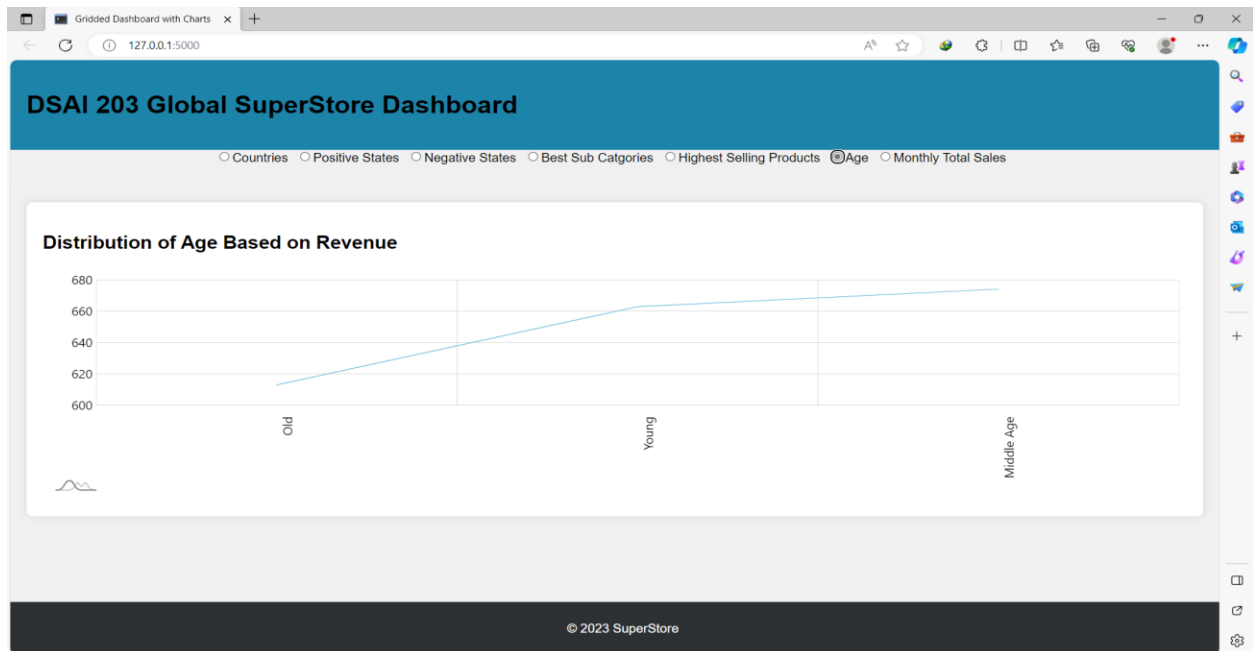 Gridded Dashboard with Charts
127.0.0.1:5000
DSAI 203 Global SuperStore Dashboard
Countries Positive States Negative States Best Sub Catgories Highest Selling Products Age Monthly Total Sales
Distribution of Age Based on Revenue
680
660
640
620
600
Old Young Middle Age
© 2023 SuperStore